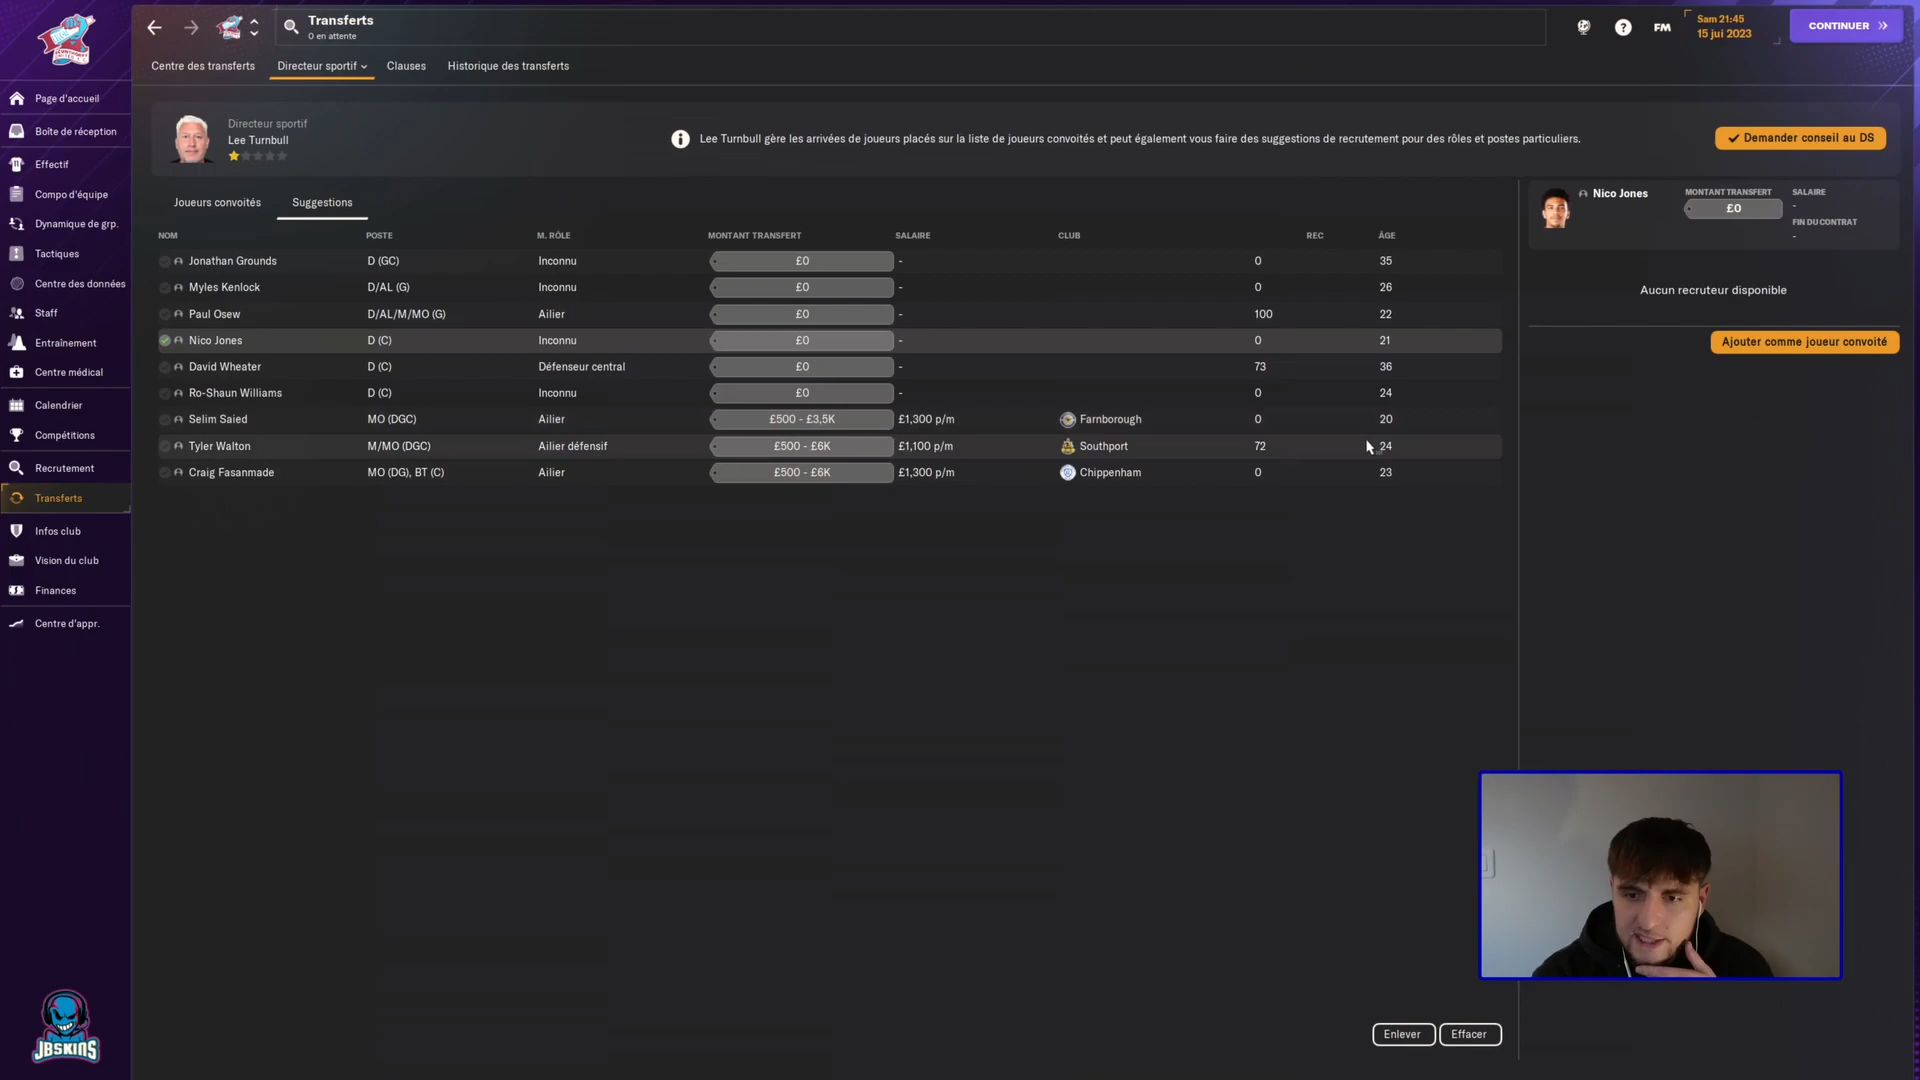 Transferts
0 en attente
FM
Sam 21:45
15 jui 2023
CONTINUER
Centre des transferts
Directeur sportif
Clauses
Historique des transferts
Page d'accueil
Boîte de réception
Effectif
Compo d'équipe
Dynamique de grp.
Tactiques
Centre des données
Staff
Entraînement
Centre médical
Calendrier
Compétitions
Recrutement
Transferts
Infos club
Vision du club
Finances
Centre d'appr.
JBSKINS
Directeur sportif
Lee Turnbull
Lee Turnbull gère les arrivées de joueurs placés sur la liste de joueurs convoités et peut également vous faire des suggestions de recrutement pour des rôles et postes particuliers.
Demander conseil au DS
Joueurs convoités Suggestions
NOM POSTE M. RÔLE MONTANT TRANSFERT SALAIRE CLUB REC ÂGE
Jonathan Grounds D (GC) Inconnu £0 - 0 35
Myles Kenlock D/AL (G) Inconnu £0 - 0 26
Paul Osew D/AL/M/MO (G) Ailier £0 - 100 22
Nico Jones D (C) Inconnu £0 - 0 21
David Wheater D (C) Défenseur central £0 - 73 36
Ro-Shaun Williams D (C) Inconnu £0 - 0 24
Selim Saied MO (DGC) Ailier £500 - £3,5K £1,300 p/m Farnborough 0 20
Tyler Walton M/MO (DGC) Ailier défensif £500 - £6K £1,100 p/m Southport 72 24
Craig Fasanmade MO (DG), BT (C) Ailier £500 - £6K £1,300 p/m Chippenham 0 23
Nico Jones
MONTANT TRANSFERT
£0
SALAIRE
-
FIN DU CONTRAT
-
Aucun recruteur disponible
Ajouter comme joueur convoité
Enlever Effacer